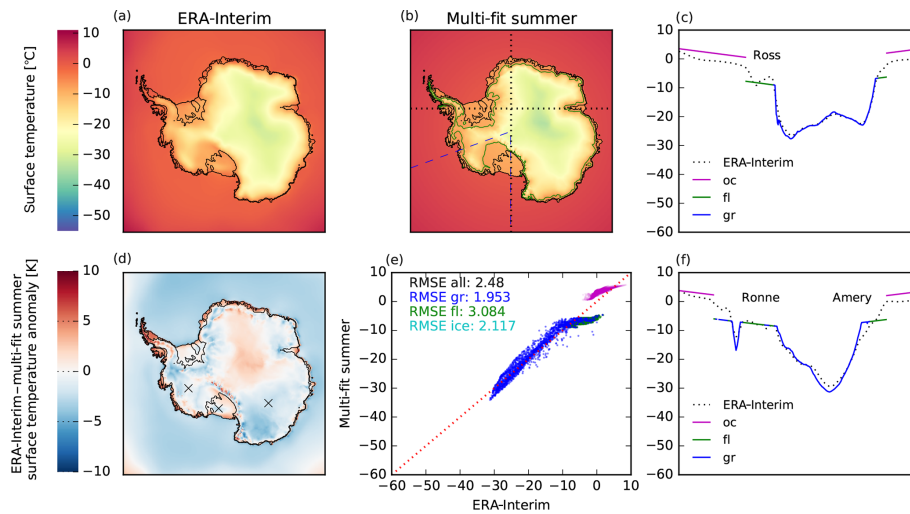 (a)
ERA-Interim
(b)
Multi-fit summer
(c)
Surface temperature [°C]
10
0
−10
−20
−30
−40
−50
10
0
−10
−20
−30
−40
−50
−60
Ross
ERA-Interim
oc
fl
gr
(d)
(e)
(f)
ERA-Interim−multi-fit summer
surface temperature anomaly [K]
10
5
0
−5
−10
Multi-fit summer
10
0
−10
−20
−30
−40
−50
−60
RMSE all: 2.48
RMSE gr: 1.953
RMSE fl: 3.084
RMSE ice: 2.117
−60 −50 −40 −30 −20 −10 0 10
ERA-Interim
10
0
−10
−20
−30
−40
−50
−60
Ronne
Amery
ERA-Interim
oc
fl
gr